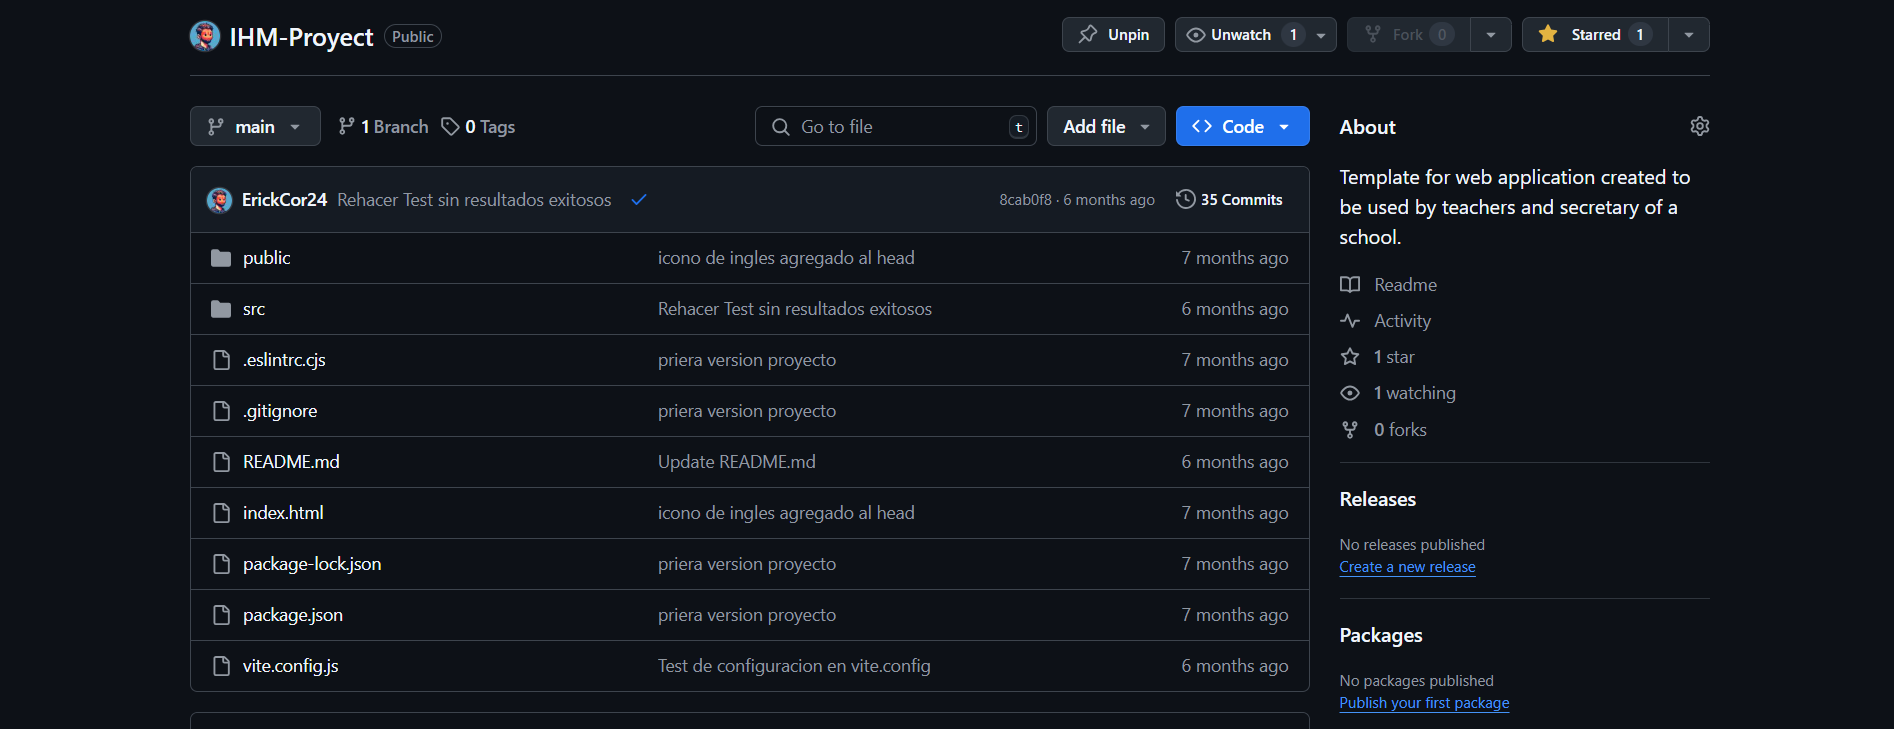 IHM-Proyect Public Unpin Unwatch 1 Fork 0 Starred 1
main 1 Branch 0 Tags Go to file t Add file Code
ErickCor24 Rehacer Test sin resultados exitosos 8cab0f8 · 6 months ago 35 Commits
public icono de ingles agregado al head 7 months ago
src Rehacer Test sin resultados exitosos 6 months ago
.eslintrc.cjs priera version proyecto 7 months ago
.gitignore priera version proyecto 7 months ago
README.md Update README.md 6 months ago
index.html icono de ingles agregado al head 7 months ago
package-lock.json priera version proyecto 7 months ago
package.json priera version proyecto 7 months ago
vite.config.js Test de configuracion en vite.config 6 months ago
About
Template for web application created to
be used by teachers and secretary of a
school.
Readme
Activity
1 star
1 watching
0 forks
Releases
No releases published
Create a new release
Packages
No packages published
Publish your first package